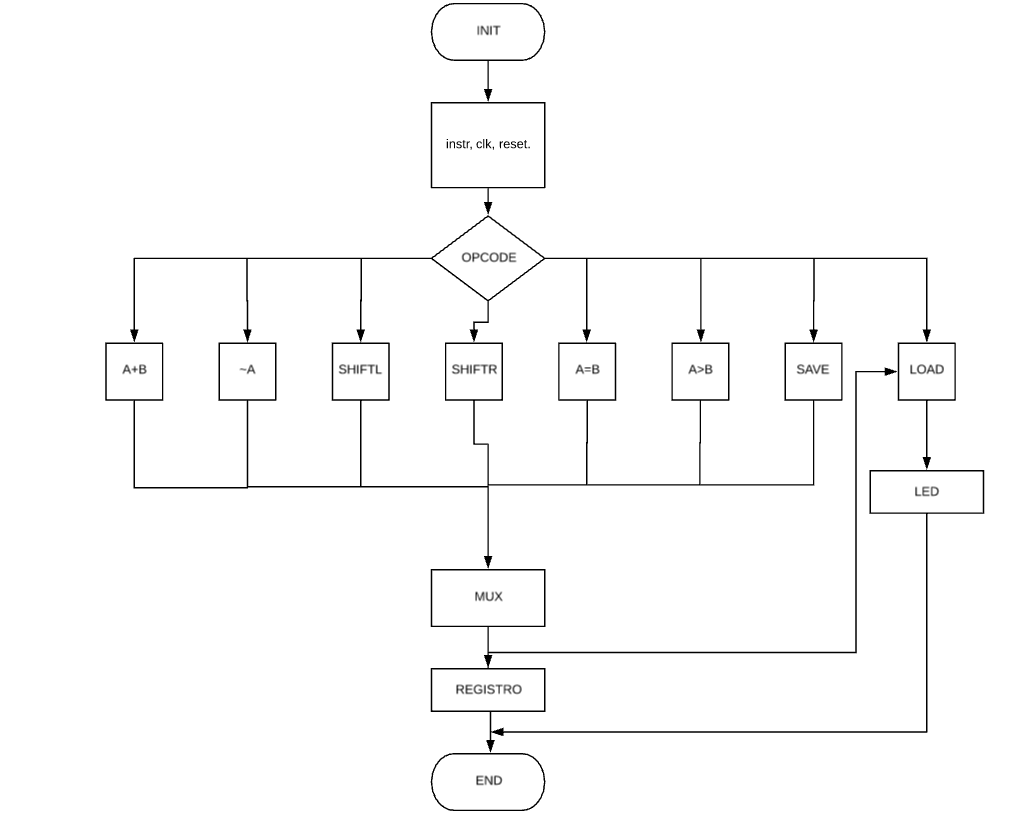 INIT
instr, clk, reset.
OPCODE
A+B
~A
SHIFTL
SHIFTR
A=B
A>B
SAVE
LOAD
LED
MUX
REGISTRO
END